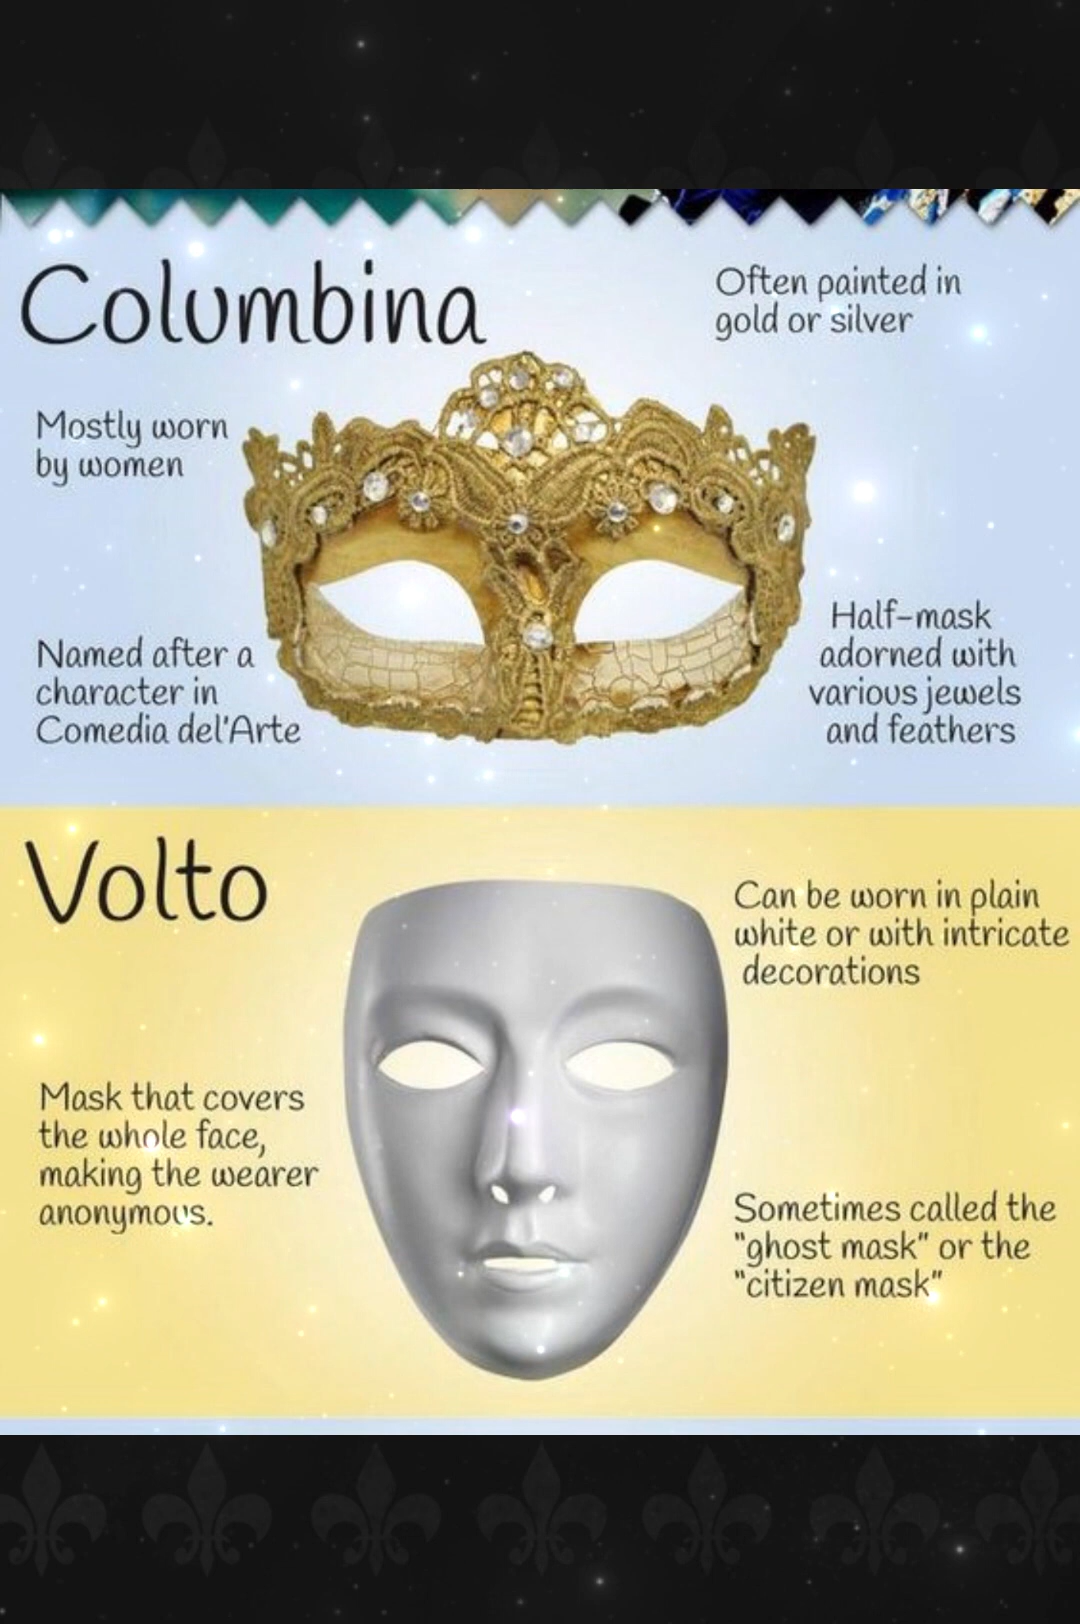 Columbina
Often painted in
gold or silver
Mostly worn
by women
Named after a
character in
Comedia del'Arte
Half-mask
adorned with
various jewels
and feathers
Volto
Can be worn in plain
white or with intricate
decorations
Mask that covers
the whole face,
making the wearer
anonymous.
Sometimes called the
"ghost mask" or the
"citizen mask"